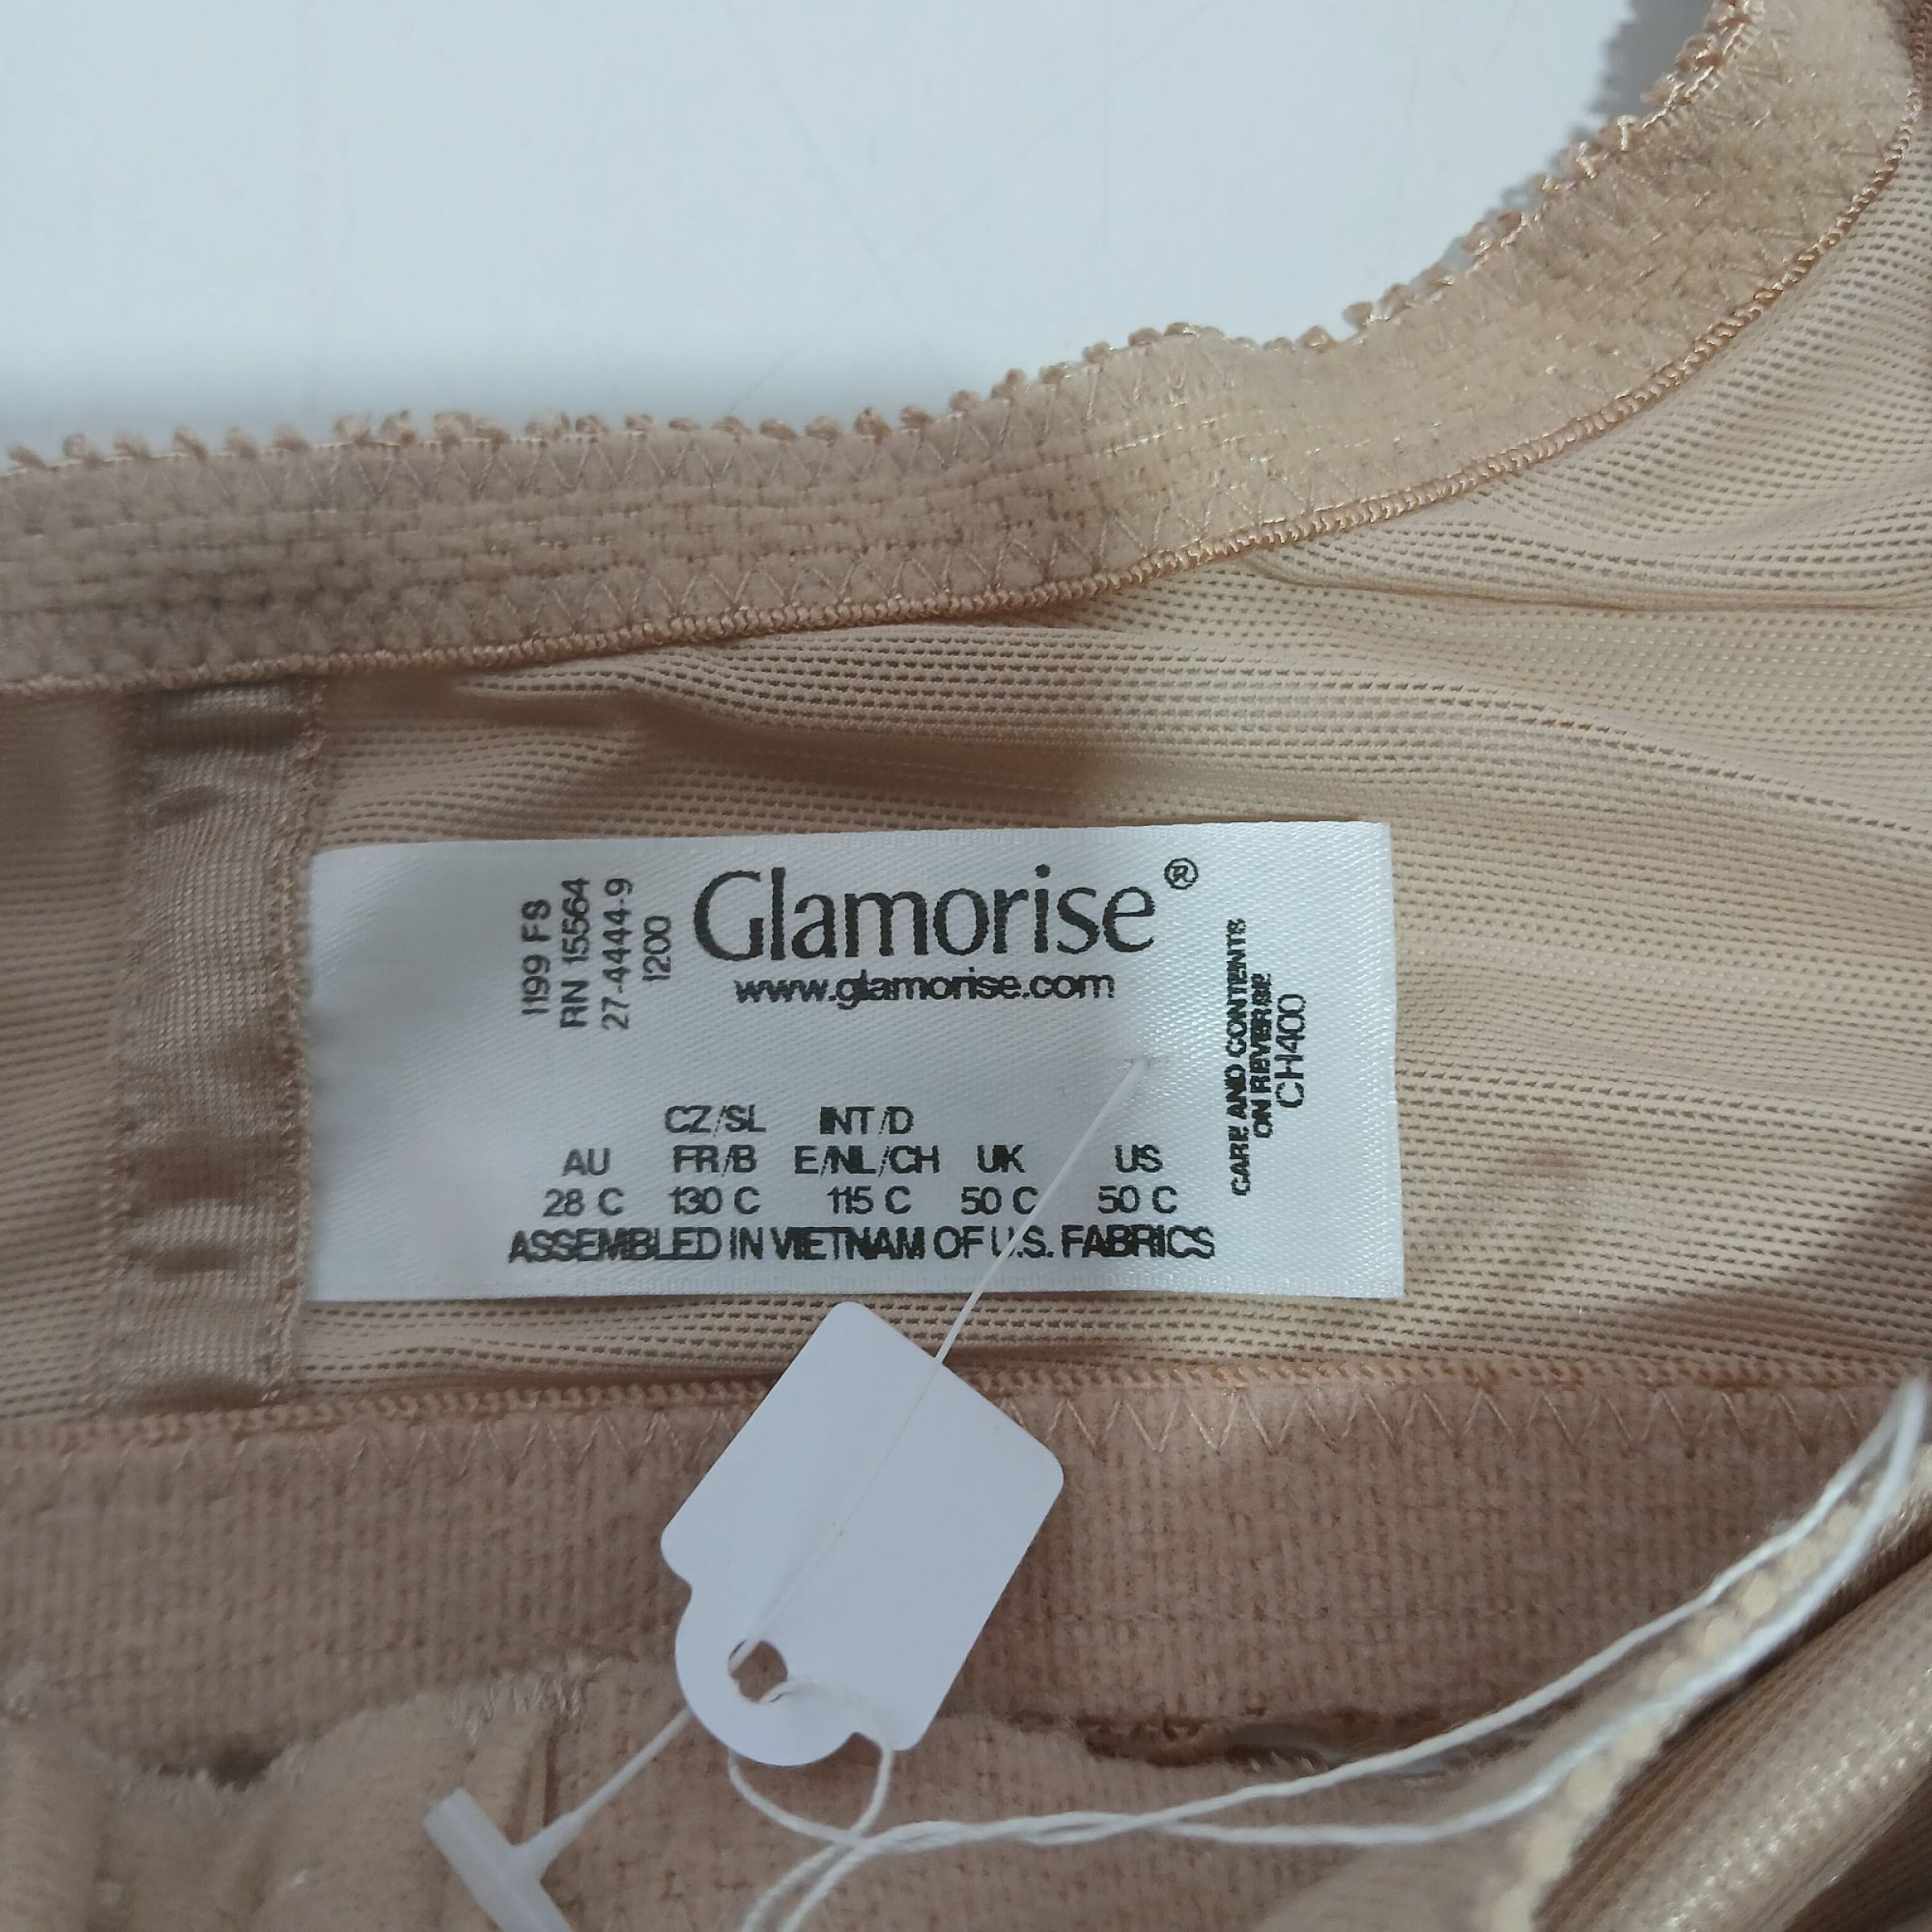 1199 FS
RN 15564
27-4444-9
1200
Glamorise®
www.glamorise.com
CARE AND CONTENTS
ON REVERSE
CH400
CZ/SL INT/D
AU FR/B E/NL/CH UK US
28 C 130 C 115 C 50 C 50 C
ASSEMBLED IN VIETNAM OF U.S. FABRICS